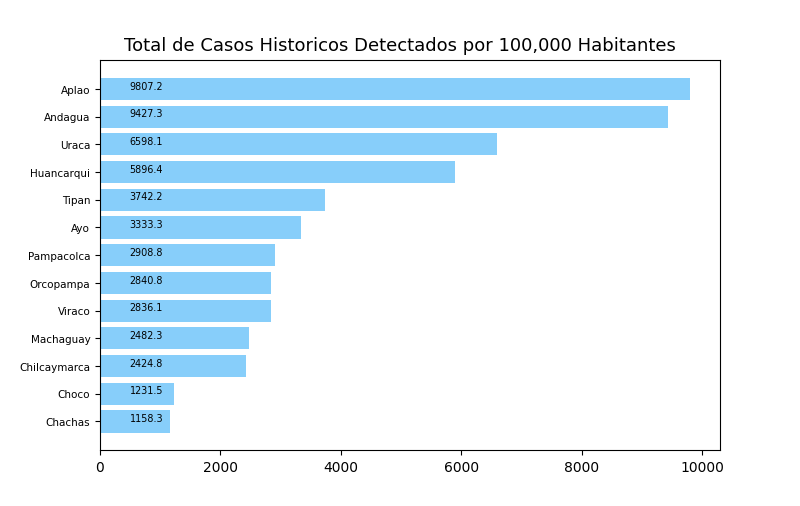 Total de Casos Historicos Detectados por 100,000 Habitantes
Aplao 9807.2
Andagua 9427.3
Uraca 6598.1
Huancarqui 5896.4
Tipan 3742.2
Ayo 3333.3
Pampacolca 2908.8
Orcopampa 2840.8
Viraco 2836.1
Machaguay 2482.3
Chilcaymarca 2424.8
Choco 1231.5
Chachas 1158.3
0 2000 4000 6000 8000 10000